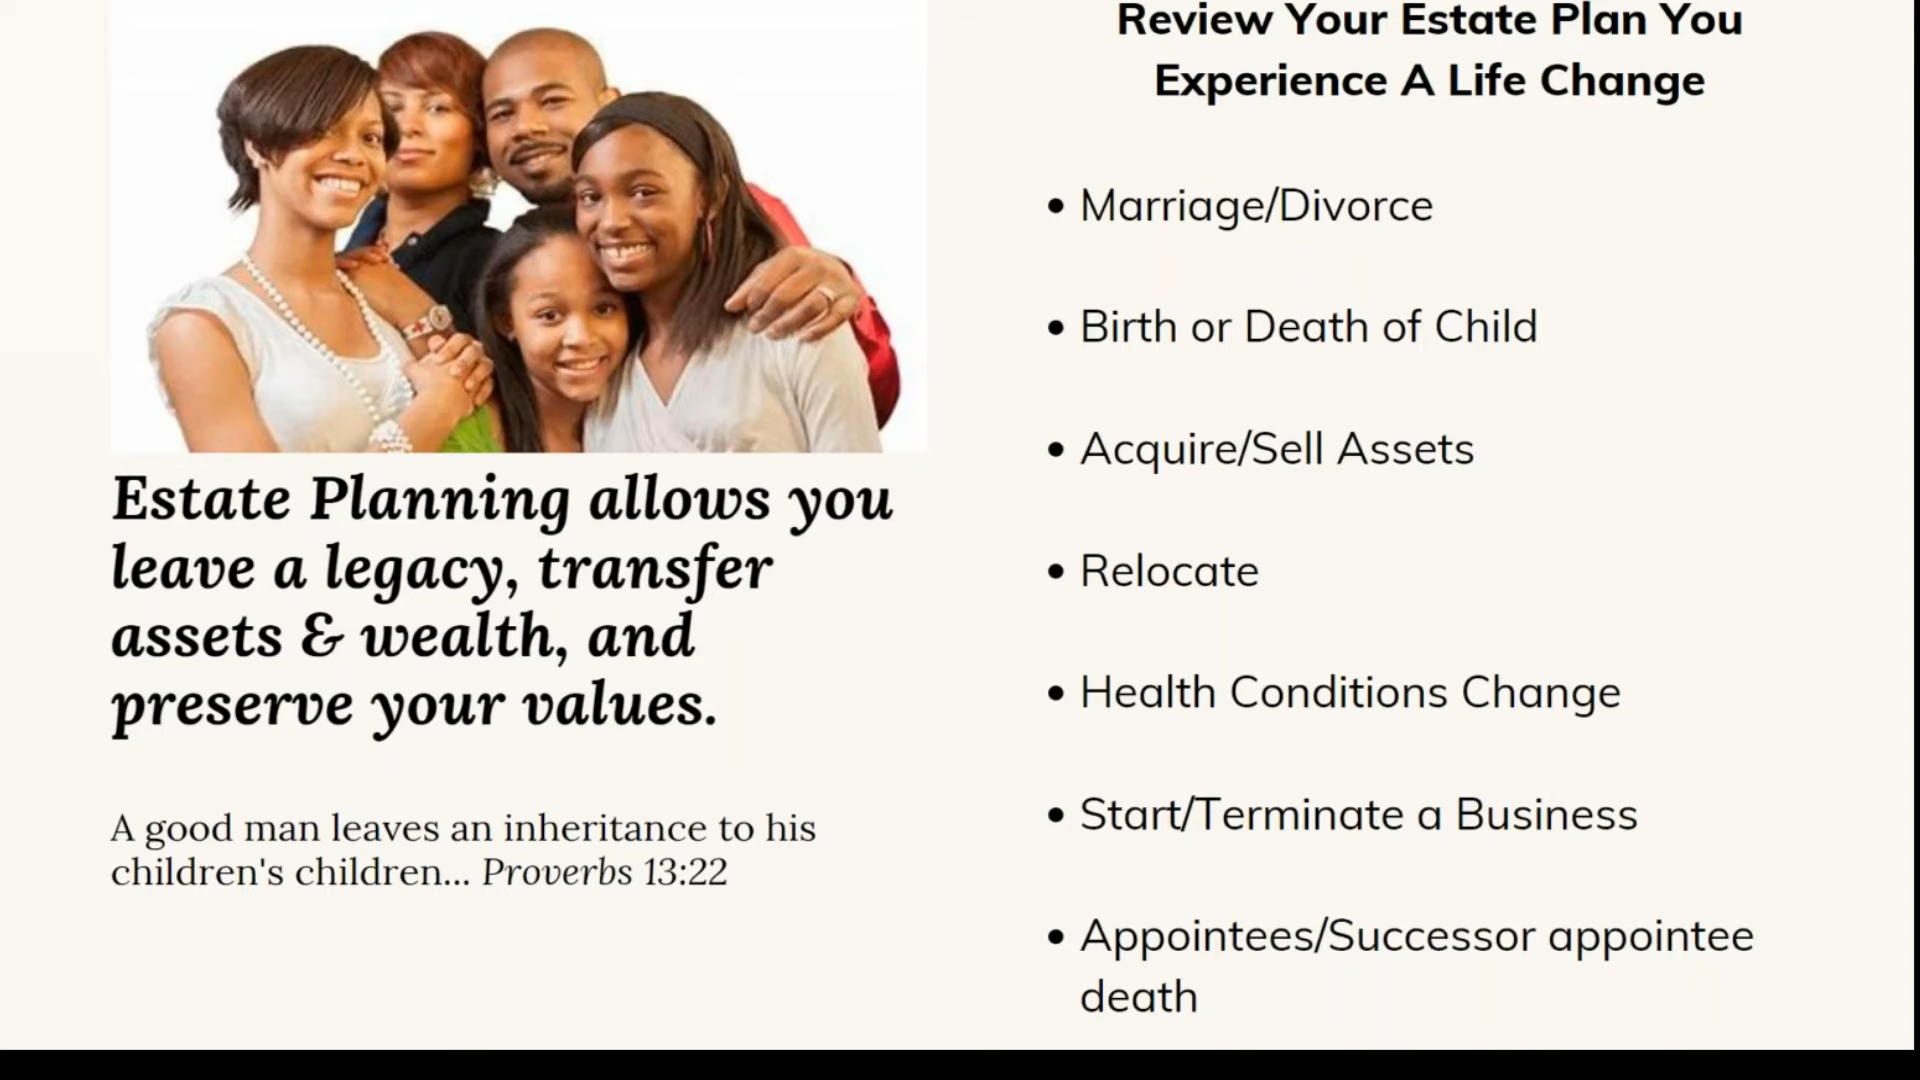 Estate Planning allows you
leave a legacy, transfer
assets & wealth, and
preserve your values.
A good man leaves an inheritance to his
children's children... Proverbs 13:22
Review Your Estate Plan You
Experience A Life Change
• Marriage/Divorce
• Birth or Death of Child
• Acquire/Sell Assets
• Relocate
• Health Conditions Change
• Start/Terminate a Business
• Appointees/Successor appointee
death